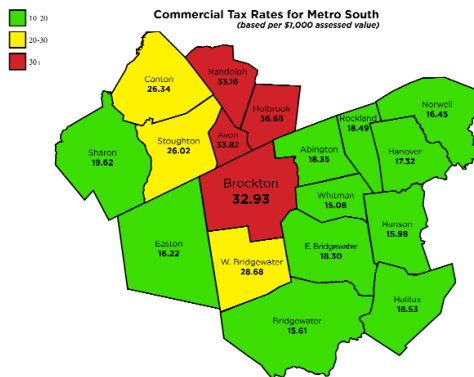 Commercial Tax Rates for Metro South
(based per $1,000 assessed value)
10-20
20-30
30+
Canton
26.34
Randolph
33.16
Holbrook
36.68
Norwell
16.45
Rockland
18.49
Sharon
19.62
Stoughton
26.02
Avon
33.82
Abington
18.35
Hanover
17.32
Brockton
32.93
Whitman
15.08
Hanson
15.98
Easton
16.22
W. Bridgewater
28.68
E. Bridgewater
18.30
Halifax
18.53
Bridgewater
15.61